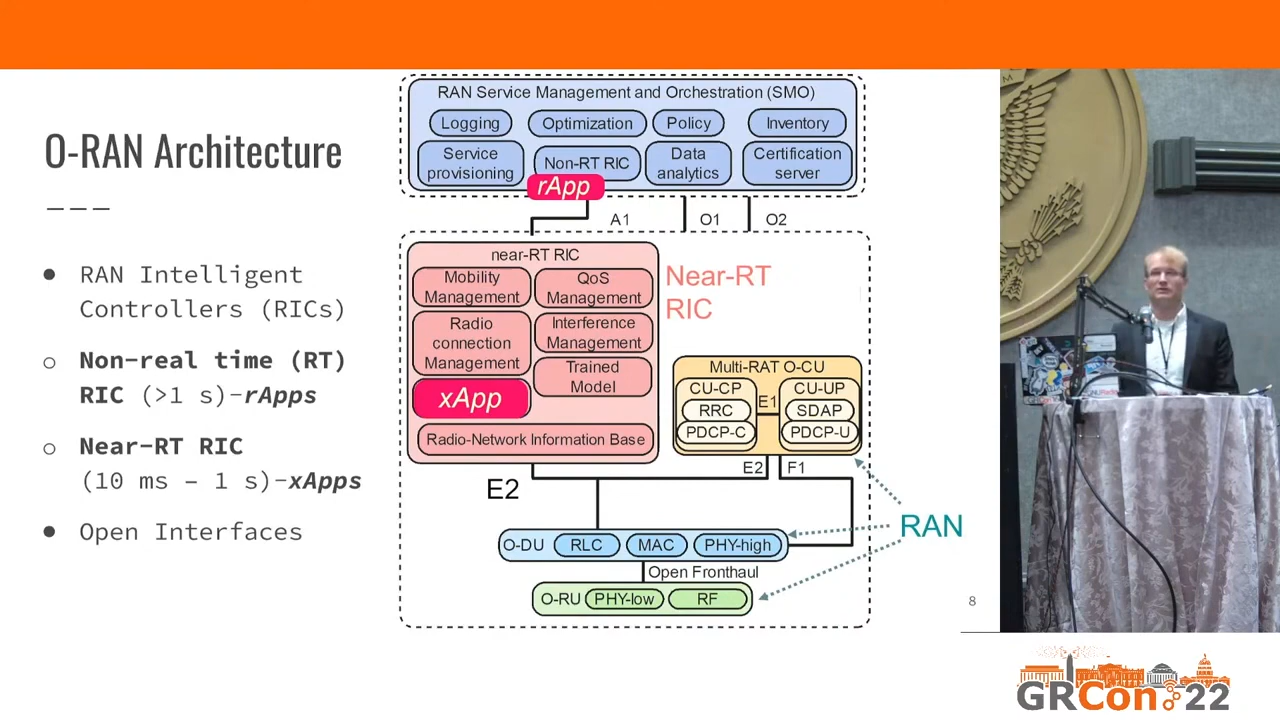 O-RAN Architecture
● RAN Intelligent
Controllers (RICs)
○ Non-real time (RT)
RIC (>1 s)-rApps
○ Near-RT RIC
(10 ms – 1 s)-xApps
● Open Interfaces
RAN Service Management and Orchestration (SMO)
Logging
Optimization
Policy
Inventory
Service
provisioning
Non-RT RIC
Data
analytics
Certification
server
rApp
A1
O1
O2
near-RT RIC
Mobility
Management
QoS
Management
Radio
connection
Management
Interference
Management
Trained
Model
xApp
Radio-Network Information Base
Near-RT
RIC
Multi-RAT O-CU
CU-CP
RRC
PDCP-C
E1
CU-UP
SDAP
PDCP-U
E2
F1
E2
RAN
O-DU
RLC
MAC
PHY-high
Open Fronthaul
O-RU
PHY-low
RF
8
GRCon 22